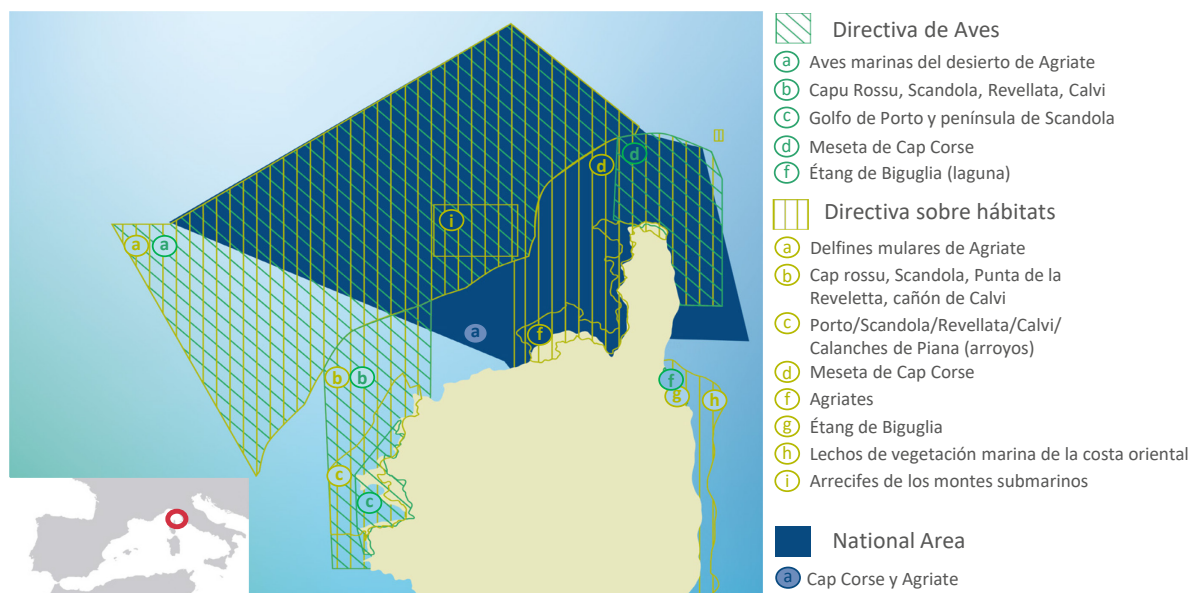 Directiva de Aves
a Aves marinas del desierto de Agriate
b Capu Rossu, Scandola, Revellata, Calvi
c Golfo de Porto y península de Scandola
d Meseta de Cap Corse
f Étang de Biguglia (laguna)
Directiva sobre hábitats
a Delfines mulares de Agriate
b Cap rossu, Scandola, Punta de la
Reveletta, cañón de Calvi
c Porto/Scandola/Revellata/Calvi/
Calanches de Piana (arroyos)
d Meseta de Cap Corse
f Agriates
g Étang de Biguglia
h Lechos de vegetación marina de la costa oriental
i Arrecifes de los montes submarinos
National Area
a Cap Corse y Agriate
d d
i
a a
a
f
b b
f
g h
c
c